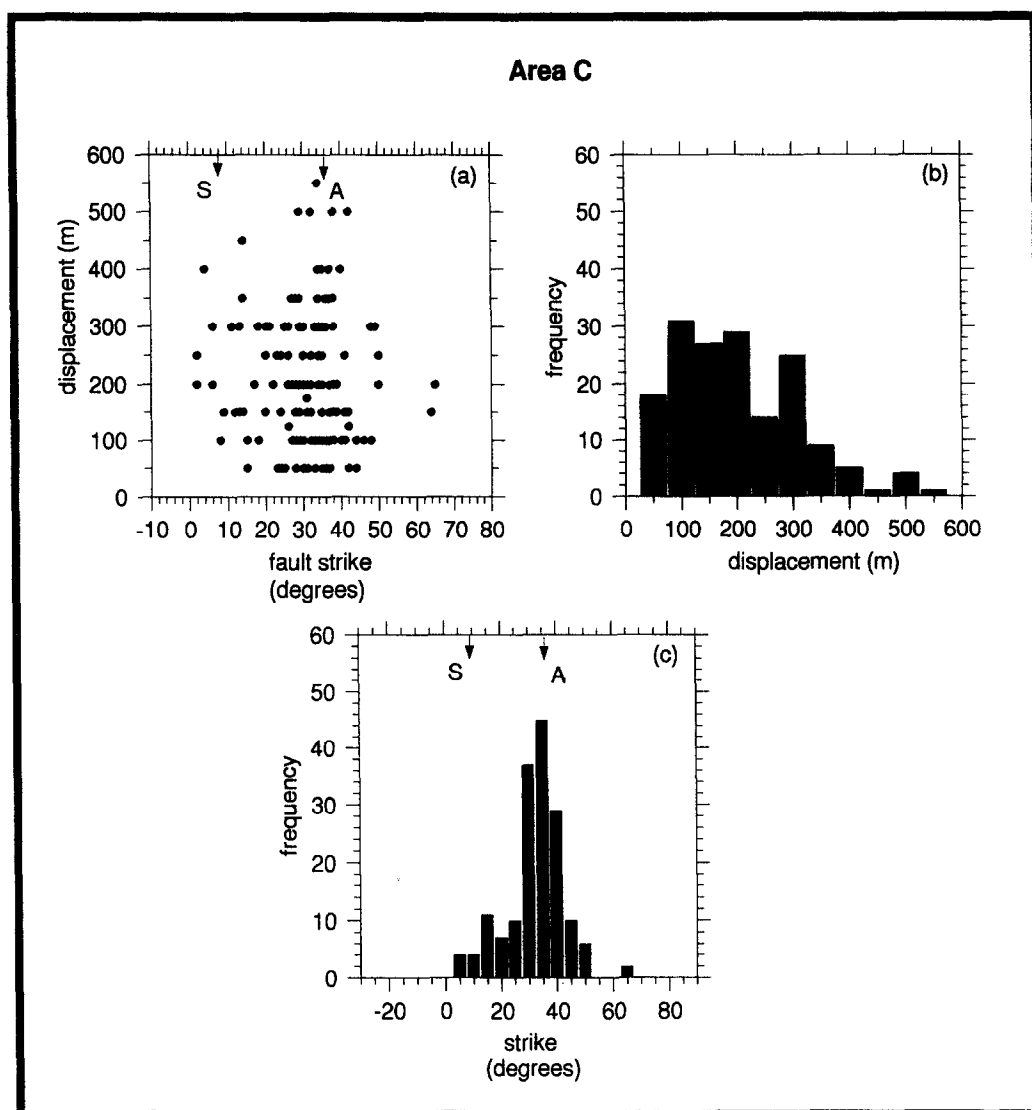 Area C
(a)
S
A
displacement (m)
600
500
400
300
200
100
0
-10 0 10 20 30 40 50 60 70 80
fault strike
(degrees)
(b)
frequency
60
50
40
30
20
10
0
0 100 200 300 400 500 600
displacement (m)
(c)
S
A
frequency
60
50
40
30
20
10
0
-20 0 20 40 60 80
strike
(degrees)